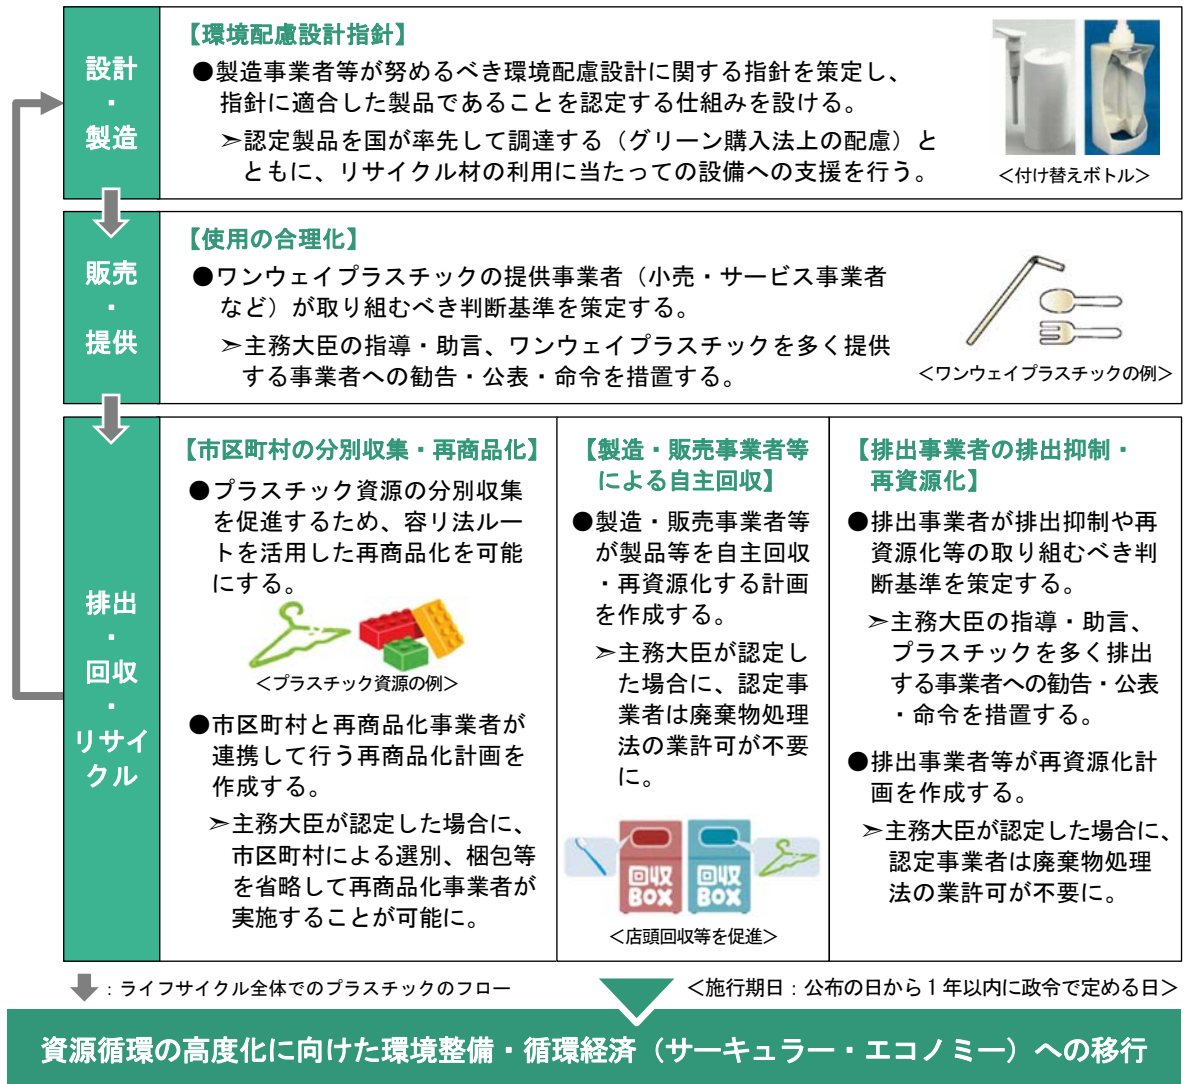 設計
・
製造
【環境配慮設計指針】
●製造事業者等が努めるべき環境配慮設計に関する指針を策定し、
指針に適合した製品であることを認定する仕組みを設ける。
➣認定製品を国が率先して調達する（グリーン購入法上の配慮）と
ともに、リサイクル材の利用に当たっての設備への支援を行う。
＜付け替えボトル＞
販売
・
提供
【使用の合理化】
●ワンウェイプラスチックの提供事業者（小売・サービス事業者
など）が取り組むべき判断基準を策定する。
➣主務大臣の指導・助言、ワンウェイプラスチックを多く提供
する事業者への勧告・公表・命令を措置する。
＜ワンウェイプラスチックの例＞
排出
・
回収
・
リサイ
クル
【市区町村の分別収集・再商品化】
●プラスチック資源の分別収集
を促進するため、容リ法ルー
トを活用した再商品化を可能
にする。
＜プラスチック資源の例＞
●市区町村と再商品化事業者が
連携して行う再商品化計画を
作成する。
➣主務大臣が認定した場合に、
市区町村による選別、梱包等
を省略して再商品化事業者が
実施することが可能に。
【製造・販売事業者等
による自主回収】
●製造・販売事業者等
が製品等を自主回収
・再資源化する計画
を作成する。
➣主務大臣が認定し
た場合に、認定事
業者は廃棄物処理
法の業許可が不要
に。
回収
BOX
回収
BOX
＜店頭回収等を促進＞
【排出事業者の排出抑制・
再資源化】
●排出事業者が排出抑制や再
資源化等の取り組むべき判
断基準を策定する。
➣主務大臣の指導・助言、
プラスチックを多く排出
する事業者への勧告・公表
・命令を措置する。
●排出事業者等が再資源化計
画を作成する。
➣主務大臣が認定した場合に、
認定事業者は廃棄物処理
法の業許可が不要に。
：ライフサイクル全体でのプラスチックのフロー
＜施行期日：公布の日から１年以内に政令で定める日＞
資源循環の高度化に向けた環境整備・循環経済（サーキュラー・エコノミー）への移行